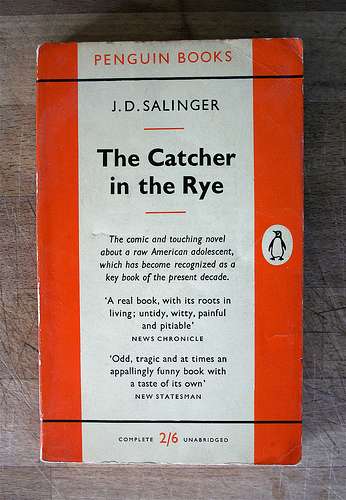 PENGUIN BOOKS
J. D. SALINGER
The Catcher
in the Rye
The comic and touching novel
about a raw American adolescent,
which has become recognized as a
key book of the present decade.
'A real book, with its roots in
living; untidy, witty, painful
and pitiable'
NEWS CHRONICLE
'Odd, tragic and at times an
appallingly funny book with
a taste of its own'
NEW STATESMAN
COMPLETE 2/6 UNABRIDGED